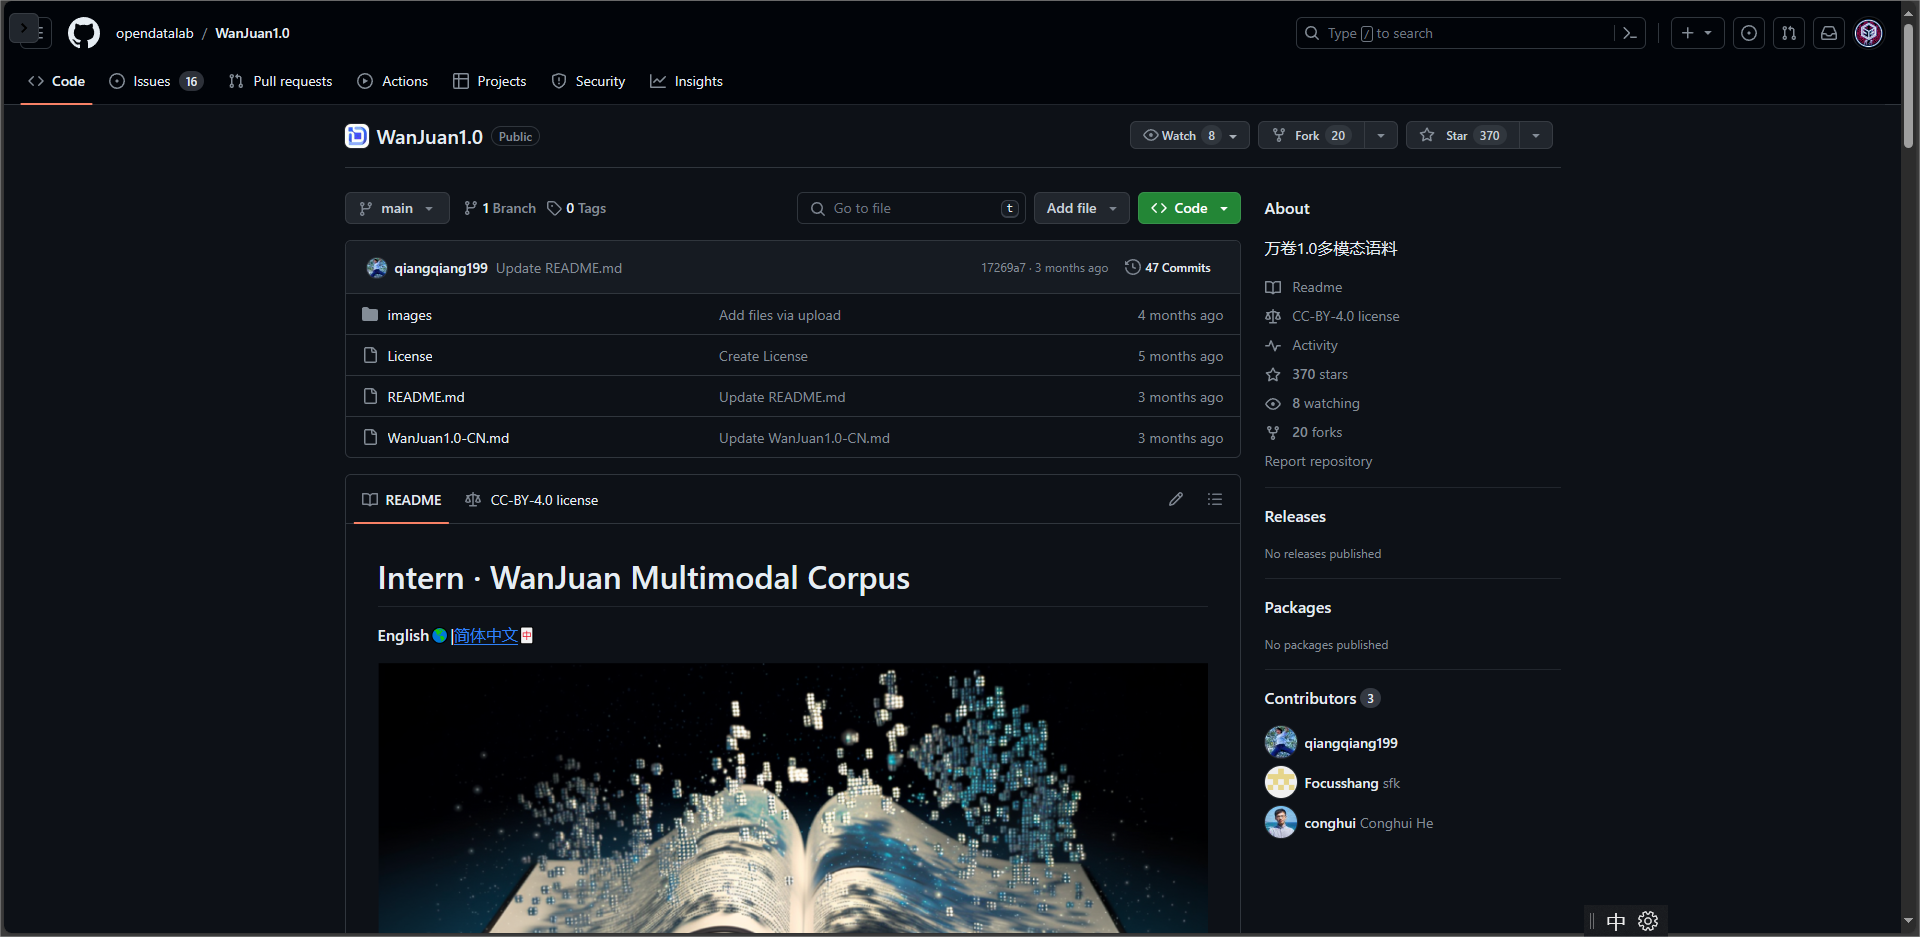 opendatalab / WanJuan1.0
Type / to search
Code Issues 16 Pull requests Actions Projects Security Insights
WanJuan1.0 Public
Watch 8 Fork 20 Star 370
main 1 Branch 0 Tags Go to file t Add file Code
qiangqiang199 Update README.md 17269a7 · 3 months ago 47 Commits
images Add files via upload 4 months ago
License Create License 5 months ago
README.md Update README.md 3 months ago
WanJuan1.0-CN.md Update WanJuan1.0-CN.md 3 months ago
README CC-BY-4.0 license
Intern · WanJuan Multimodal Corpus
English |简体中文 中
About
万卷1.0多模态语料
Readme
CC-BY-4.0 license
Activity
370 stars
8 watching
20 forks
Report repository
Releases
No releases published
Packages
No packages published
Contributors 3
qiangqiang199
Focusshang sfk
conghui Conghui He
中